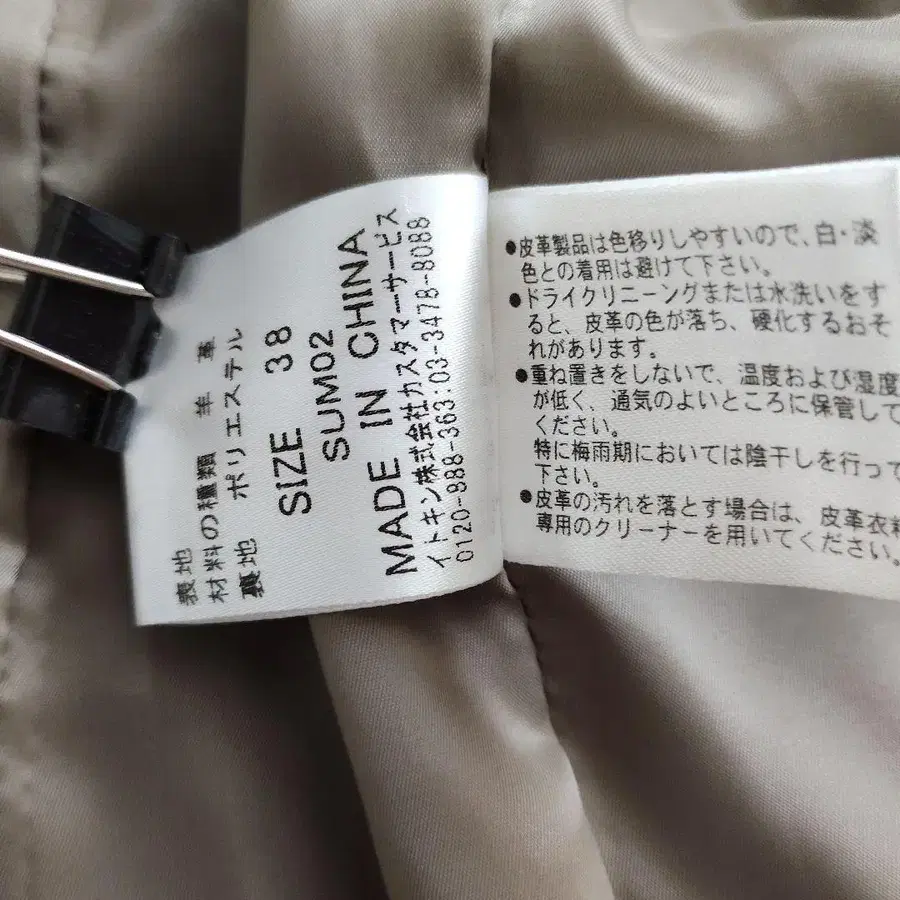 表地
材料の種類 羊革
裏地 ポリエステル
SIZE 38
SUM02
MADE IN CHINA
イトキン株式会社カスタマーサービス
0120-888-363・03-3478-8088
●皮革製品は色移りしやすいので、白・淡
色との着用は避けて下さい。
●ドライクリーニングまたは水洗いをす
ると、皮革の色が落ち、硬化するおそ
れがあります。
●重ね置きをしないで、温度および湿度
が低く、通気のよいところに保管して
ください。
特に梅雨期においては陰干しを行って
下さい。
●皮革の汚れを落とす場合は、皮革衣料
専用のクリーナーを用いてください。